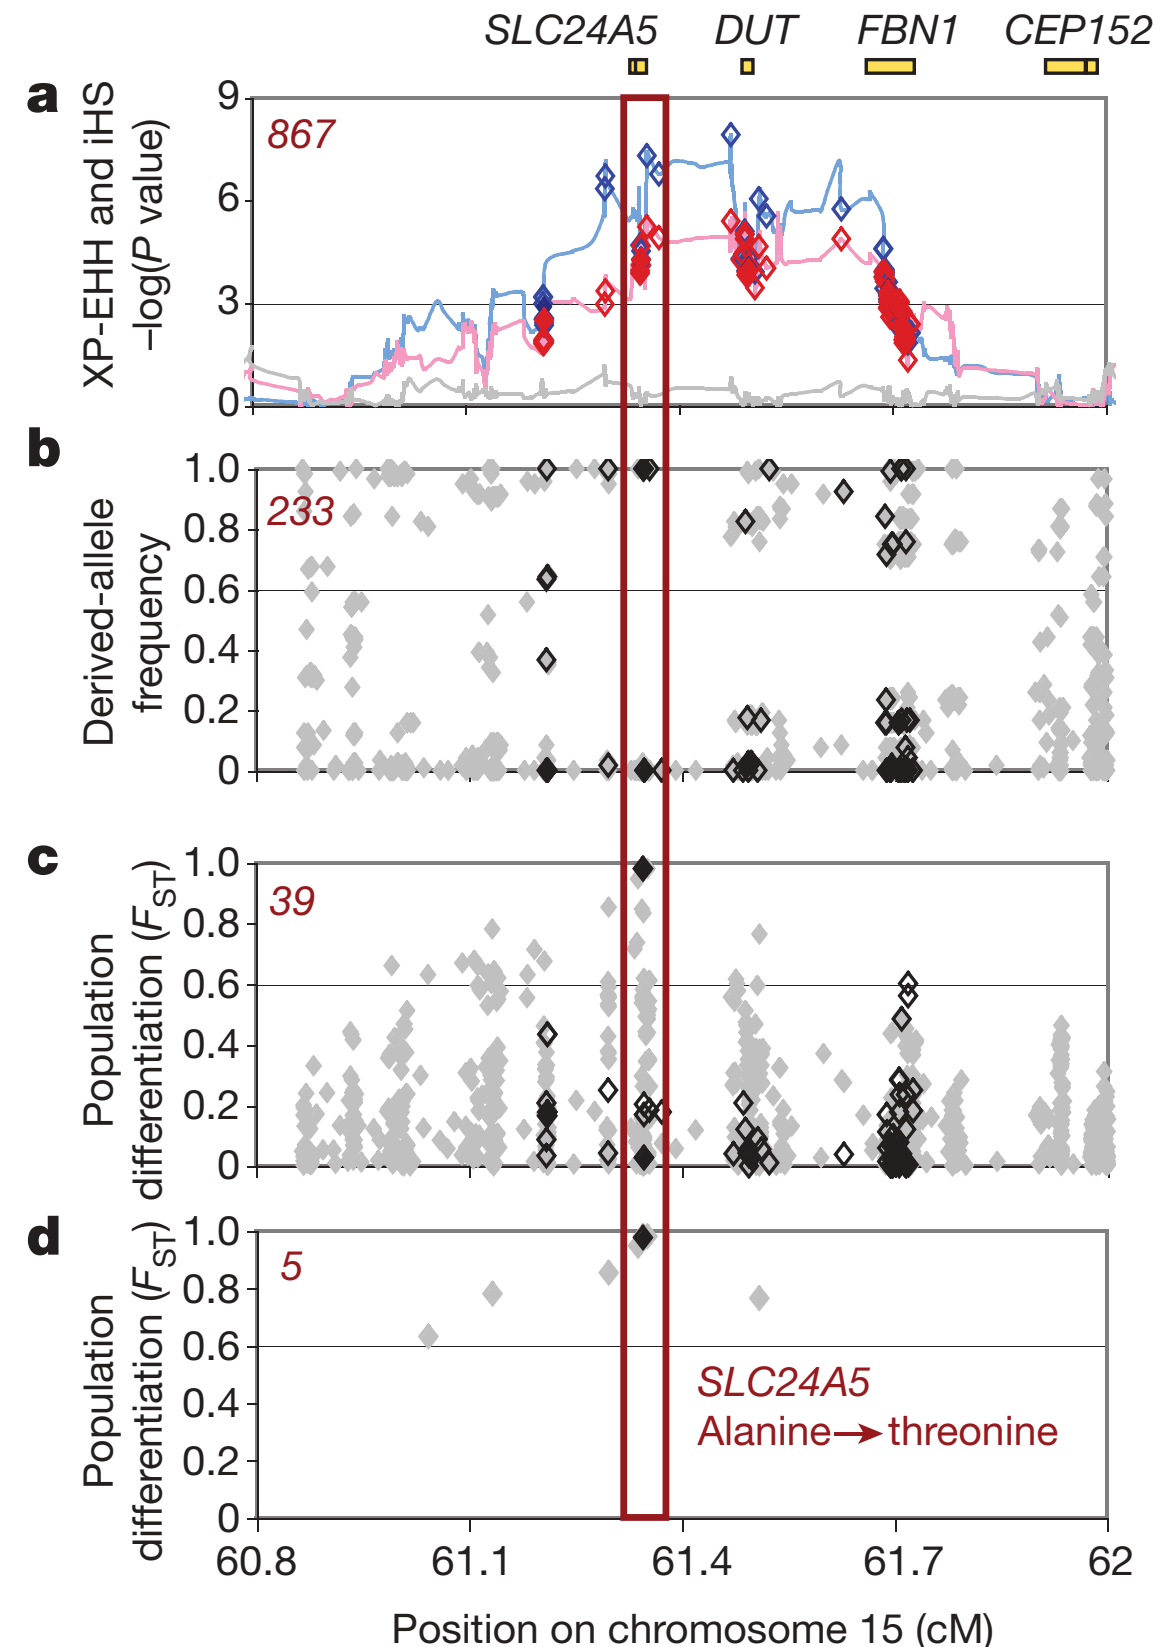 SLC24A5 DUT FBN1 CEP152
a
XP-EHH and iHS
–log(P value)
9
6
3
0
867
b
Derived-allele
frequency
1.0
0.8
0.6
0.4
0.2
0
233
c
Population
differentiation (FST)
1.0
0.8
0.6
0.4
0.2
0
39
d
Population
differentiation (FST)
1.0
0.8
0.6
0.4
0.2
0
5
SLC24A5
Alanine→threonine
60.8 61.1 61.4 61.7 62
Position on chromosome 15 (cM)